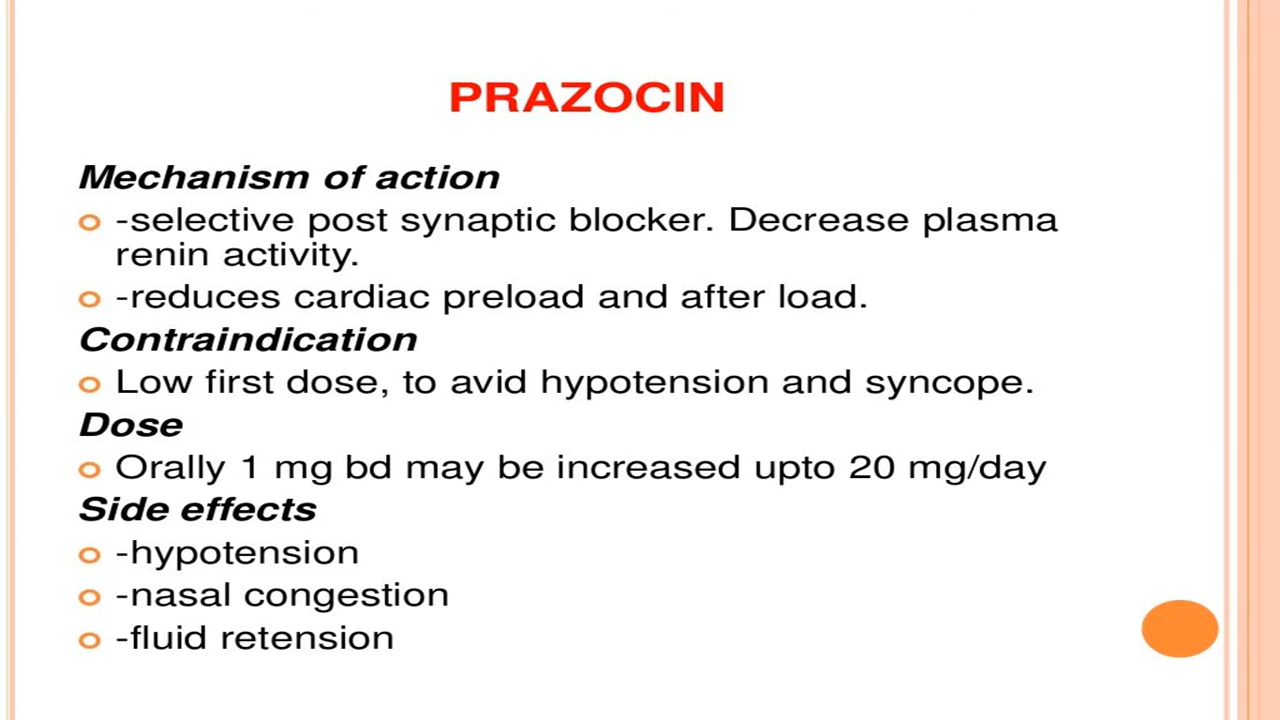 PRAZOCIN
Mechanism of action
-selective post synaptic blocker. Decrease plasma
renin activity.
-reduces cardiac preload and after load.
Contraindication
Low first dose, to avid hypotension and syncope.
Dose
Orally 1 mg bd may be increased upto 20 mg/day
Side effects
-hypotension
-nasal congestion
-fluid retension